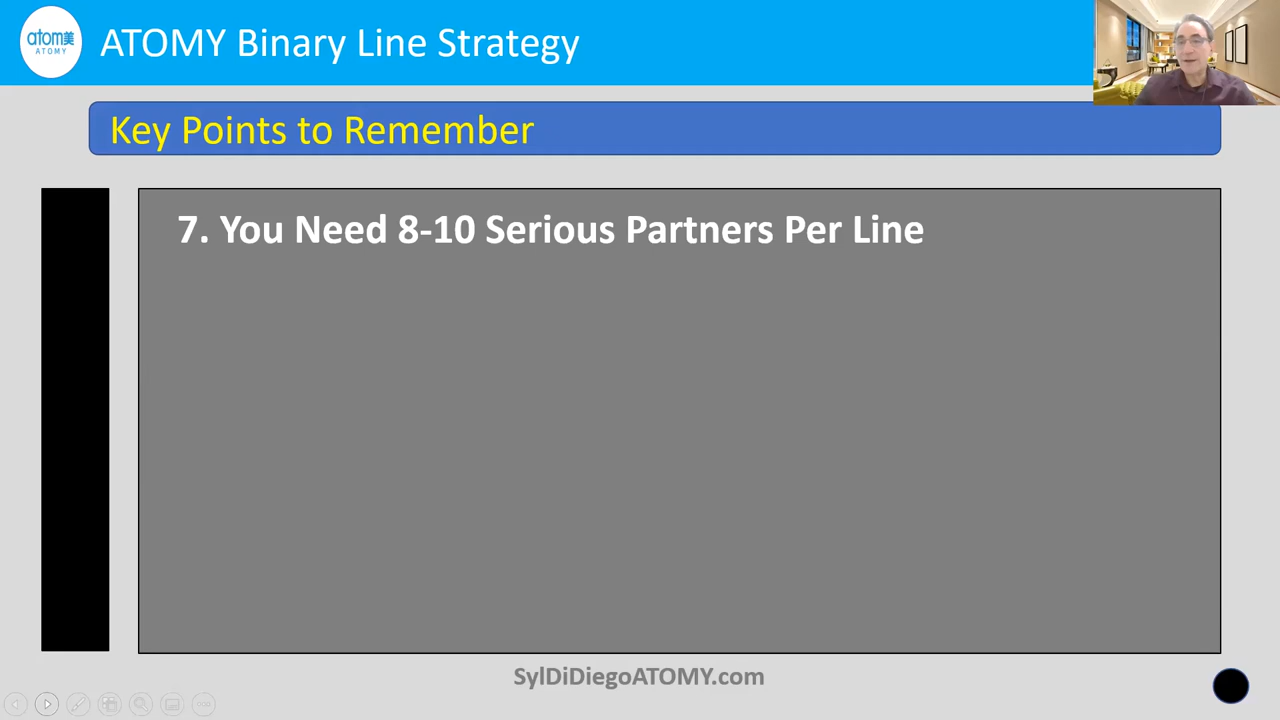 atom美
ATOMY
ATOMY Binary Line Strategy
Key Points to Remember
7. You Need 8-10 Serious Partners Per Line
SylDiDiegoATOMY.com